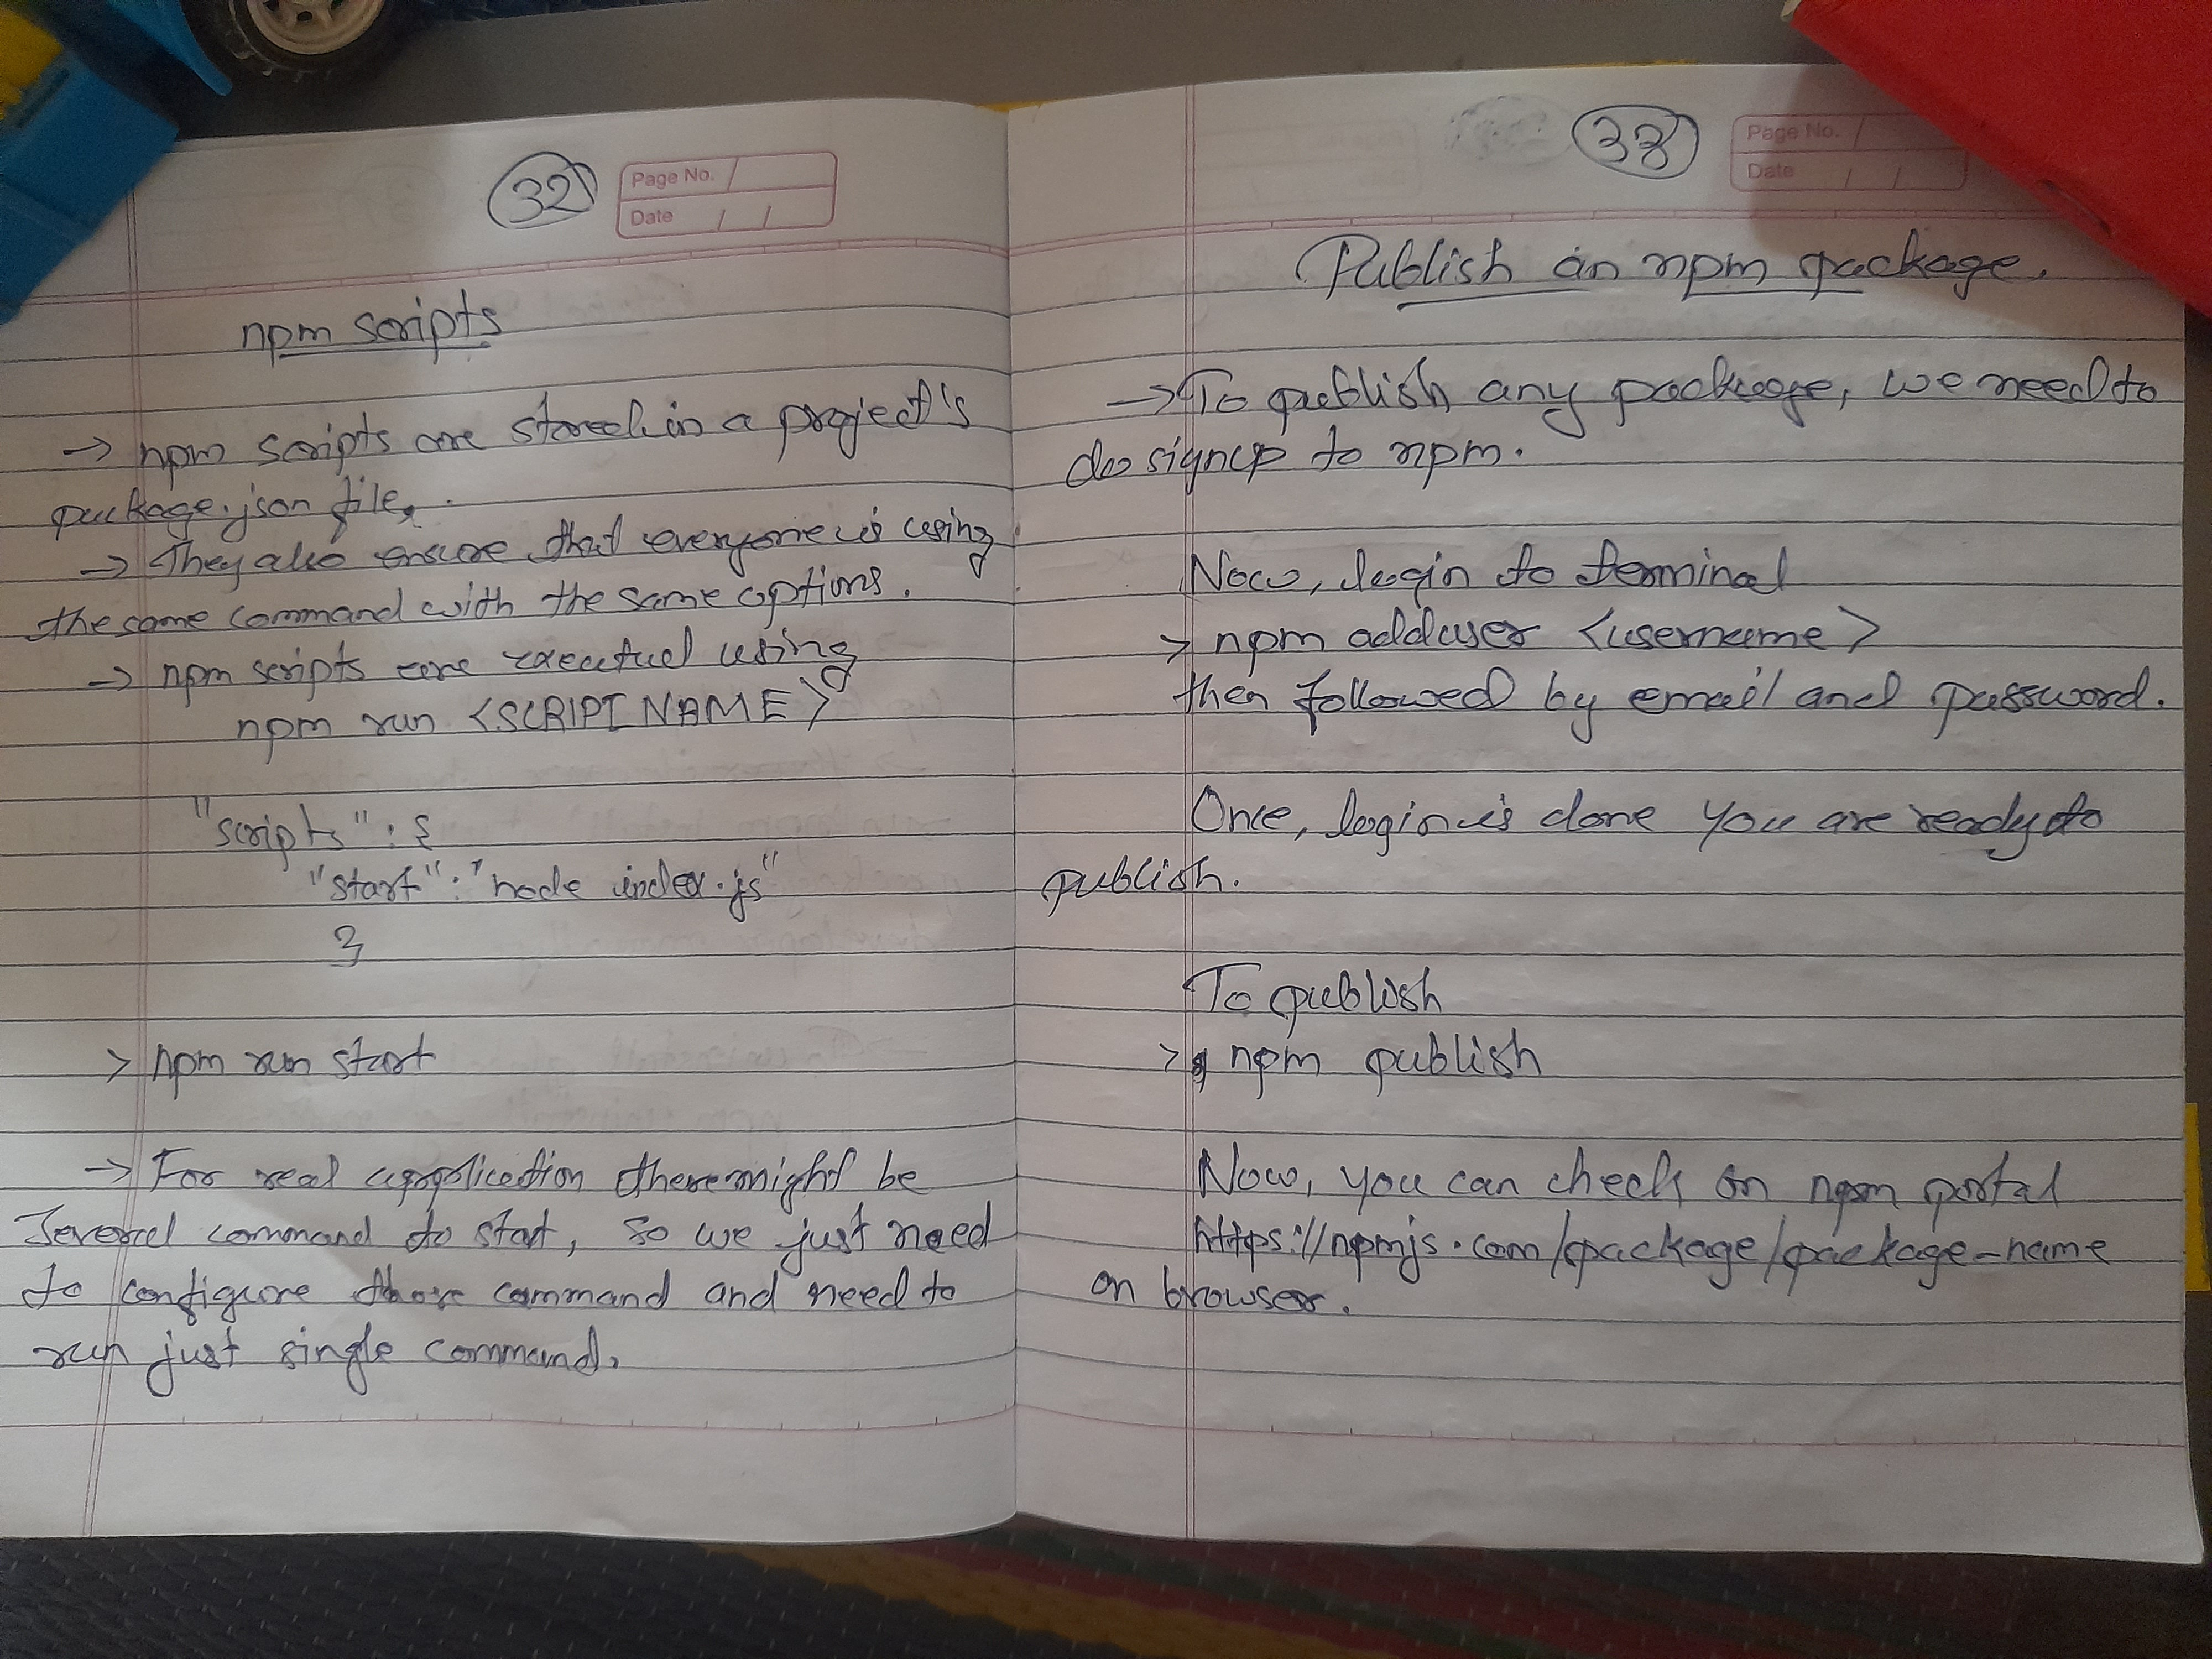 32
Page No.
Date / /
npm scripts
→ npm scripts are stored in a project's
package.json file.
→ They also ensure that everyone is using
the same command with the same options.
→ npm scripts are executed using
npm run <SCRIPT NAME>
"scripts" : {
"start" : "node index.js"
}
> npm run start
→ For real application there might be
Several command to start, so we just need
to configure those command and need to
run just single command.
33
Page No.
Date / /
Publish an npm package.
→ To publish any package, we need to
do signup to npm.
Now, login to terminal
> npm adduser <username>
then followed by email and password.
Once, login is done you are ready to
publish.
To publish
> npm publish
Now, you can check on npm portal
https://npmjs.com/package/package-name
on browser.